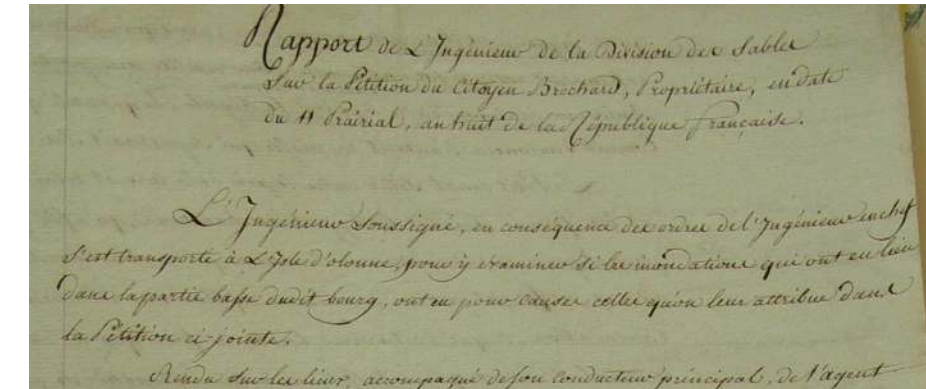 Rapport de L'Ingénieur de la Division des Sables
Sur la Pétition du Citoyen Brochard, Propriétaire, en date
du 11 Prairial, an huit de la République française.
L'Ingénieur Soussigné, en conséquence des ordres de l'Ingénieur en chef
s'est transporté à L'Isle d'olonne, pour y examiner si les inondations qui ont eu lieu
dans la partie basse dudit bourg, ont eu pour causes celles qu'on leur attribue dans
la Pétition ci-jointe.
Rendu sur les lieux, accompagné de son conducteur principal, de l'agent